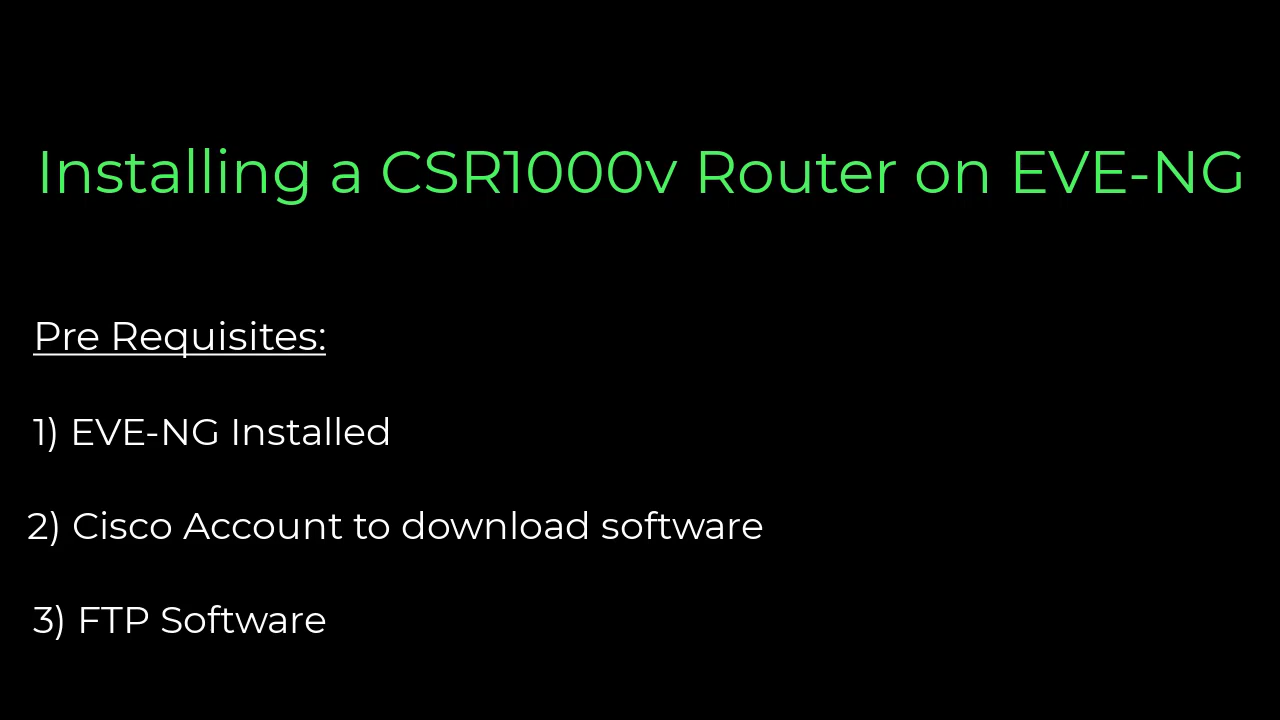 Installing a CSR1000v Router on EVE-NG
Pre Requisites:
1) EVE-NG Installed
2) Cisco Account to download software
3) FTP Software